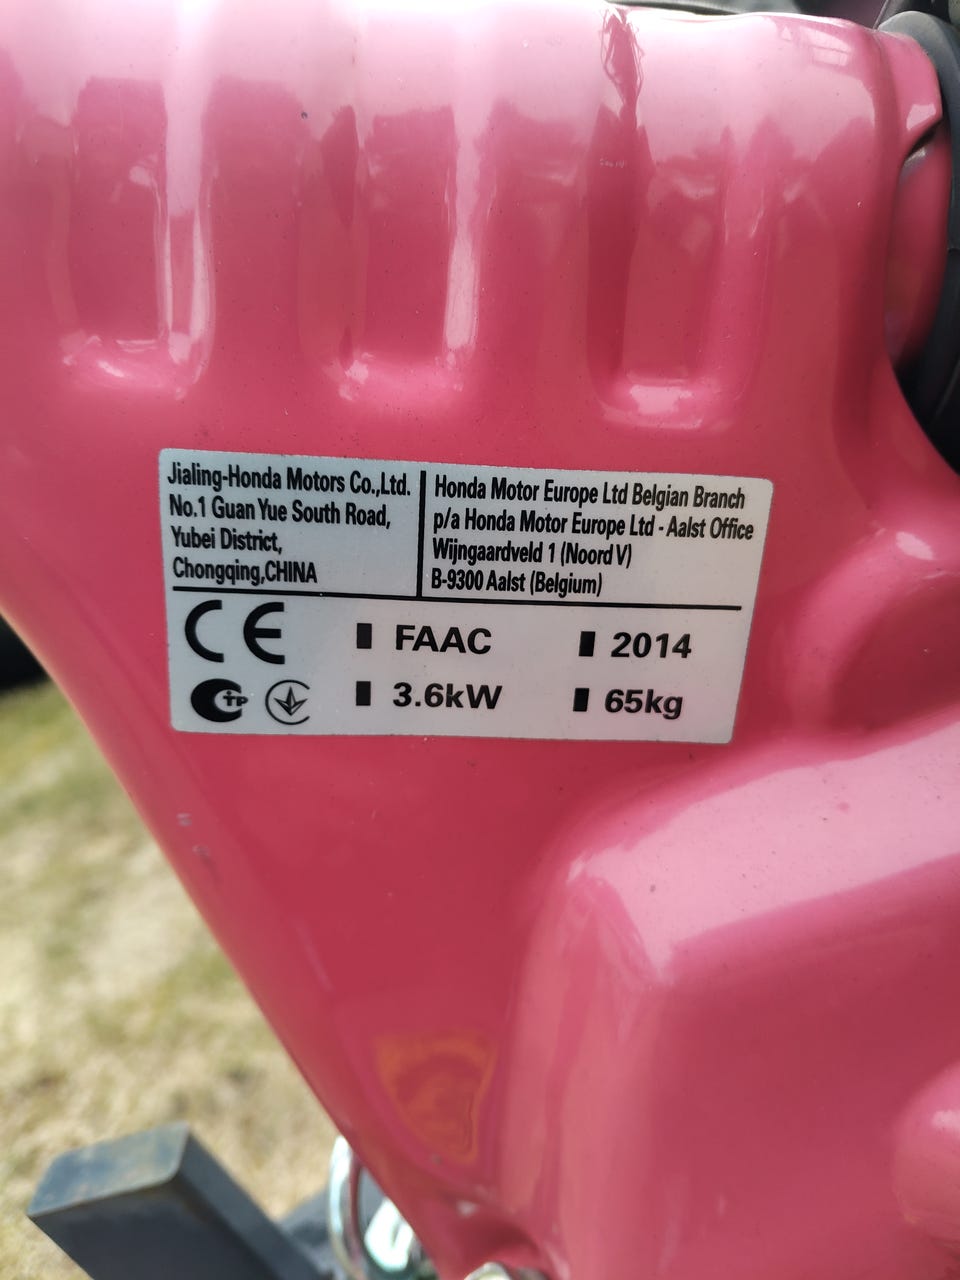 Jialing-Honda Motors Co.,Ltd.
No.1 Guan Yue South Road,
Yubei District,
Chongqing,CHINA
Honda Motor Europe Ltd Belgian Branch
p/a Honda Motor Europe Ltd - Aalst Office
Wijngaardveld 1 (Noord V)
B-9300 Aalst (Belgium)
CE
FAAC
2014
3.6kW
65kg